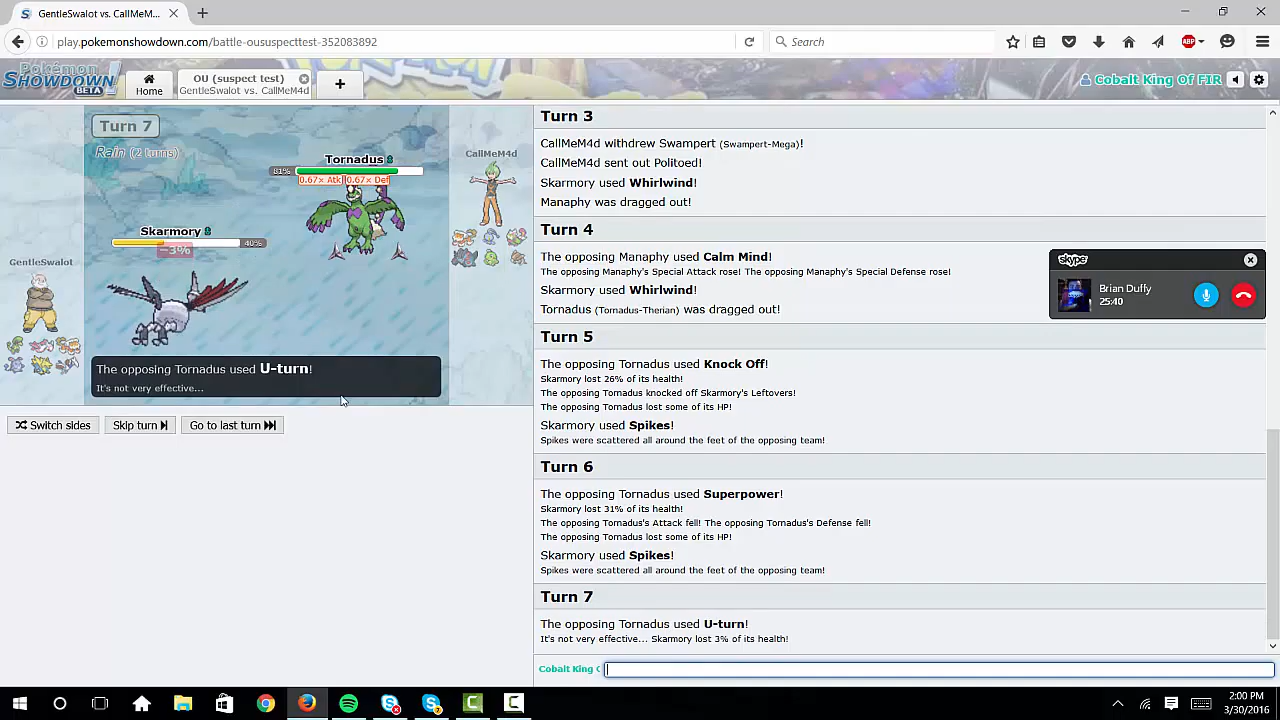 GentleSwalot vs. CallMeM...
play.pokemonshowdown.com/battle-oususpecttest-352083892
Search
ABP
Pokémon
SHOWDOWN!
BETA
Home
OU (suspect test)
GentleSwalot vs. CallMeM4d
Cobalt King Of FIR
Turn 7
Rain (2 turns)
Tornadus
81%
0.67× Atk 0.67× Def
CallMeM4d
Skarmory
40%
−3%
GentleSwalot
The opposing Tornadus used U-turn!
It's not very effective...
Switch sides
Skip turn
Go to last turn
Turn 3
CallMeM4d withdrew Swampert (Swampert-Mega)!
CallMeM4d sent out Politoed!
Skarmory used Whirlwind!
Manaphy was dragged out!
Turn 4
The opposing Manaphy used Calm Mind!
The opposing Manaphy's Special Attack rose! The opposing Manaphy's Special Defense rose!
Skarmory used Whirlwind!
Tornadus (Tornadus-Therian) was dragged out!
Turn 5
The opposing Tornadus used Knock Off!
Skarmory lost 26% of its health!
The opposing Tornadus knocked off Skarmory's Leftovers!
The opposing Tornadus lost some of its HP!
Skarmory used Spikes!
Spikes were scattered all around the feet of the opposing team!
Turn 6
The opposing Tornadus used Superpower!
Skarmory lost 31% of its health!
The opposing Tornadus's Attack fell! The opposing Tornadus's Defense fell!
The opposing Tornadus lost some of its HP!
Skarmory used Spikes!
Spikes were scattered all around the feet of the opposing team!
Turn 7
The opposing Tornadus used U-turn!
It's not very effective... Skarmory lost 3% of its health!
Cobalt King
skype
Brian Duffy
25:40
2:00 PM
3/30/2016